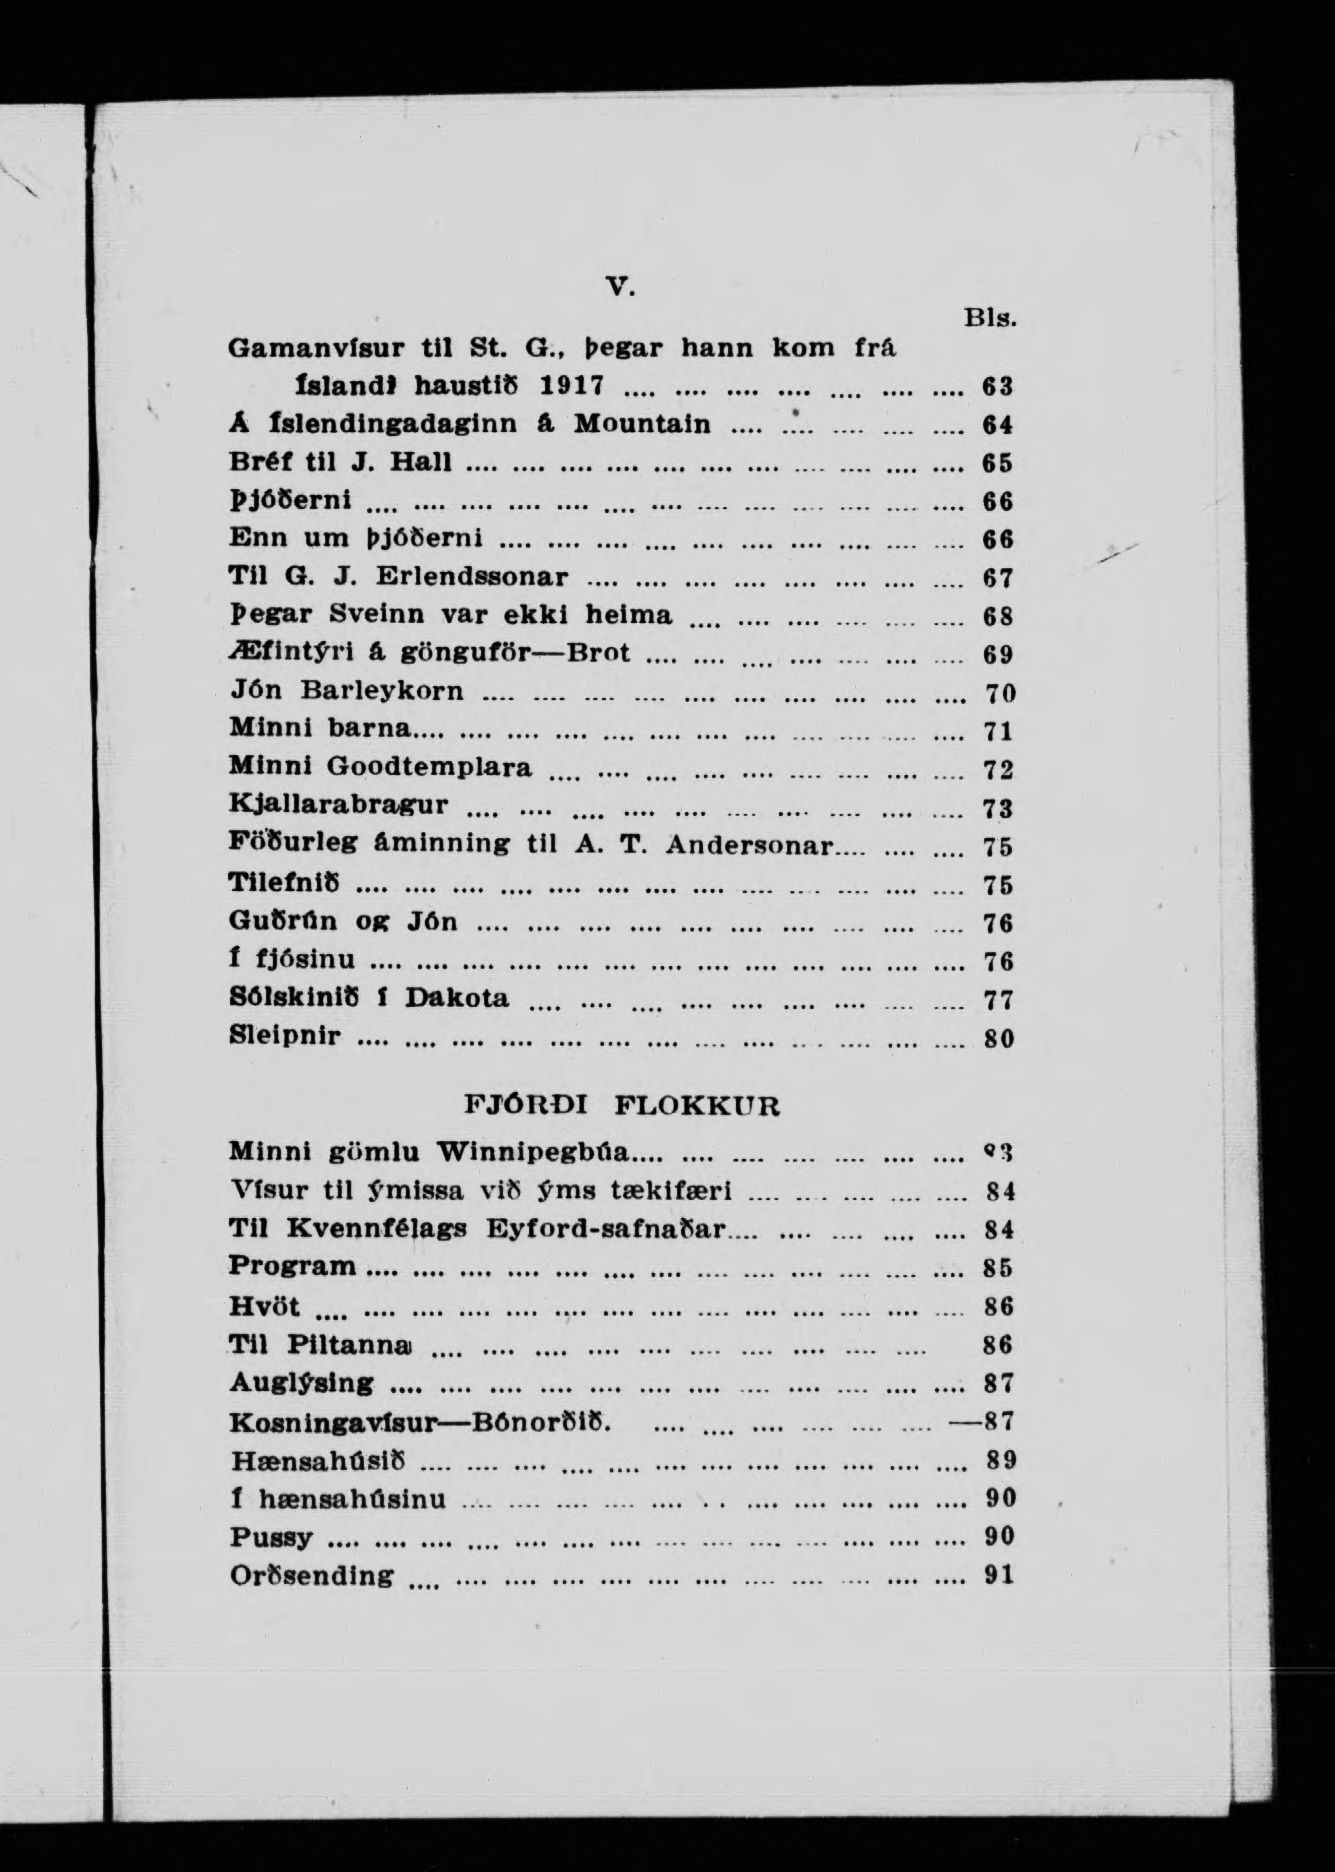 V.
Bls.
Gamanvísur til St. G., þegar hann kom frá
Íslandi haustið 1917 .... .... .... .... .... .... .... 63
Á Íslendingadaginn á Mountain .... .... .... .... .... 64
Bréf til J. Hall .... .... .... .... .... .... .... .... .... .... .... 65
Þjóðerni .... .... .... .... .... .... .... .... .... .... .... .... .... 66
Enn um þjóðerni .... .... .... .... .... .... .... .... .... .... 66
Til G. J. Erlendssonar .... .... .... .... .... .... .... .... 67
Þegar Sveinn var ekki heima .... .... .... .... .... .... 68
Æfintýri á gönguför—Brot .... .... .... .... .... .... .... 69
Jón Barleykorn .... .... .... .... .... .... .... .... .... .... 70
Minni barna.... .... .... .... .... .... .... .... .... .... .... .... 71
Minni Goodtemplara .... .... .... .... .... .... .... .... .... 72
Kjallarabragur .... .... .... .... .... .... .... .... .... .... 73
Föðurleg áminning til A. T. Andersonar.... .... .... 75
Tilefnið .... .... .... .... .... .... .... .... .... .... .... .... .... 75
Guðrún og Jón .... .... .... .... .... .... .... .... .... .... 76
Í fjósinu .... .... .... .... .... .... .... .... .... .... .... .... .... 76
Sólskinið í Dakota .... .... .... .... .... .... .... .... .... 77
Sleipnir .... .... .... .... .... .... .... .... .... .... .... .... .... 80
FJÓRÐI FLOKKUR
Minni gömlu Winnipegbúa.... .... .... .... .... .... .... 83
Vísur til ýmissa við ýms tækifæri .... .... .... .... .... 84
Til Kvennfélags Eyford-safnaðar.... .... .... .... .... 84
Program .... .... .... .... .... .... .... .... .... .... .... .... .... 85
Hvöt .... .... .... .... .... .... .... .... .... .... .... .... .... .... 86
Til Piltanna .... .... .... .... .... .... .... .... .... .... 86
Auglýsing .... .... .... .... .... .... .... .... .... .... .... .... 87
Kosningavísur—Bónorðið. .... .... .... .... .... .... —87
Hænsahúsið .... .... .... .... .... .... .... .... .... .... .... .... 89
Í hænsahúsinu .... .... .... .... .... . . .... .... .... .... .... 90
Pussy .... .... .... .... .... .... .... .... .... .... .... .... .... .... 90
Orðsending .... .... .... .... .... .... .... .... .... .... .... .... 91